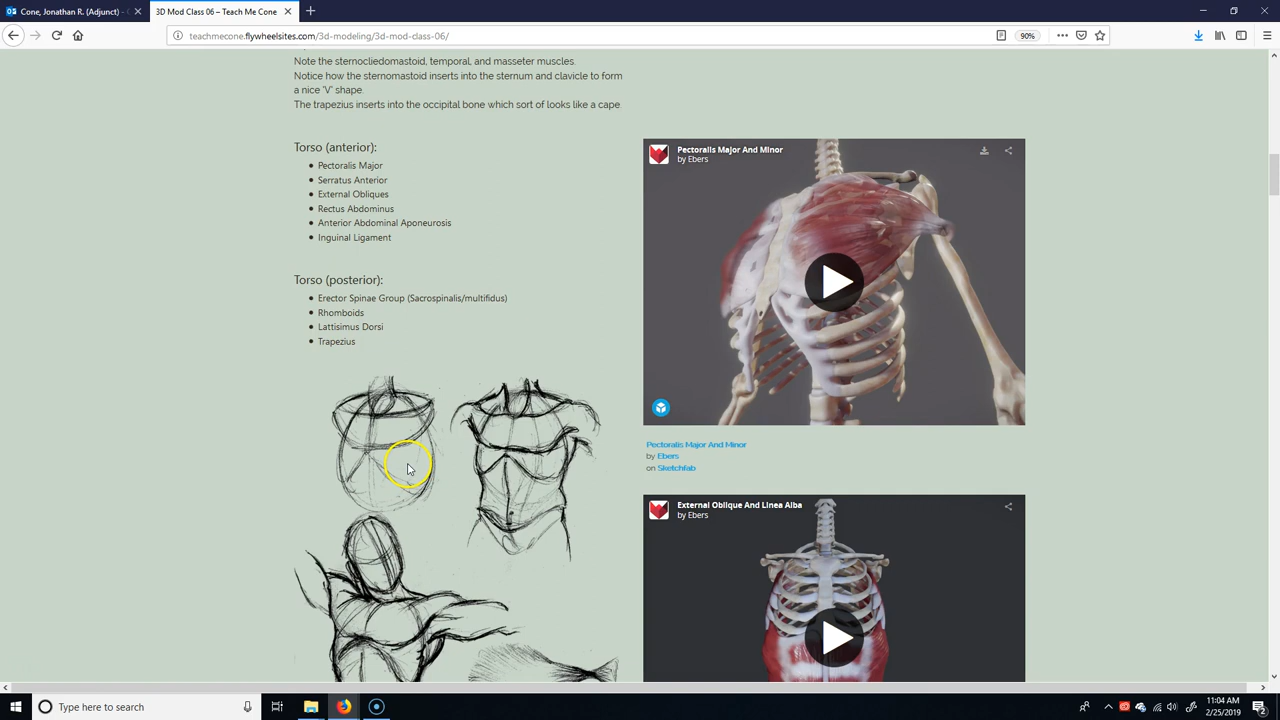 Cone, Jonathan R. (Adjunct) -
3D Mod Class 06 – Teach Me Cone
teachmecone.flywheelsites.com/3d-modeling/3d-mod-class-06/
90%
Note the sternocliedomastoid, temporal, and masseter muscles.
Notice how the sternomastoid inserts into the sternum and clavicle to form
a nice 'V' shape.
The trapezius inserts into the occipital bone which sort of looks like a cape.
Torso (anterior):
Pectoralis Major
Serratus Anterior
External Obliques
Rectus Abdominus
Anterior Abdominal Aponeurosis
Inguinal Ligament
Torso (posterior):
Erector Spinae Group (Sacrospinalis/multifidus)
Rhomboids
Lattisimus Dorsi
Trapezius
Pectoralis Major And Minor
by Ebers
Pectoralis Major And Minor
by Ebers
on Sketchfab
External Oblique And Linea Alba
by Ebers
Type here to search
11:04 AM
2/25/2019
2